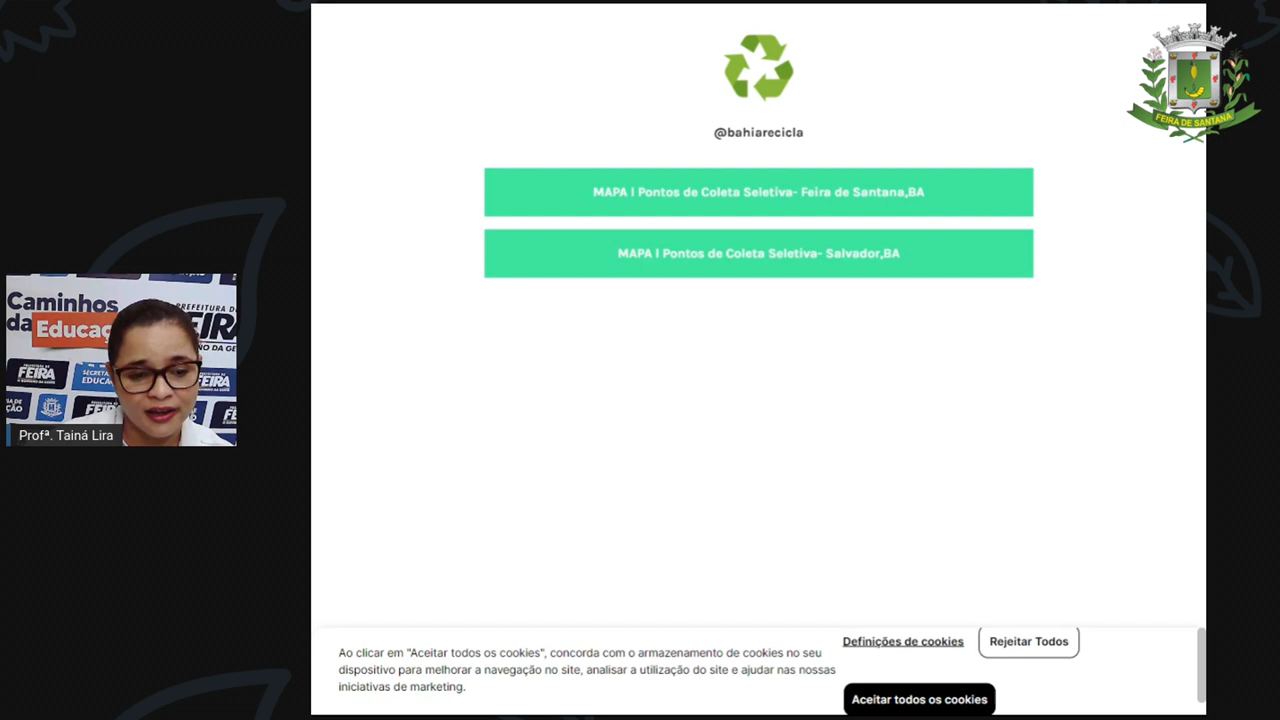 @bahiarecicla
FEIRA DE SANTANA
MAPA | Pontos de Coleta Seletiva- Feira de Santana,BA
MAPA | Pontos de Coleta Seletiva- Salvador,BA
Caminhos
da Educaç
PREFEITURA D
FEIRA
FEIRA
EDUCA
FEIRA
Profª. Tainá Lira
Definições de cookies
Rejeitar Todos
Ao clicar em "Aceitar todos os cookies", concorda com o armazenamento de cookies no seu
dispositivo para melhorar a navegação no site, analisar a utilização do site e ajudar nas nossas
iniciativas de marketing.
Aceitar todos os cookies